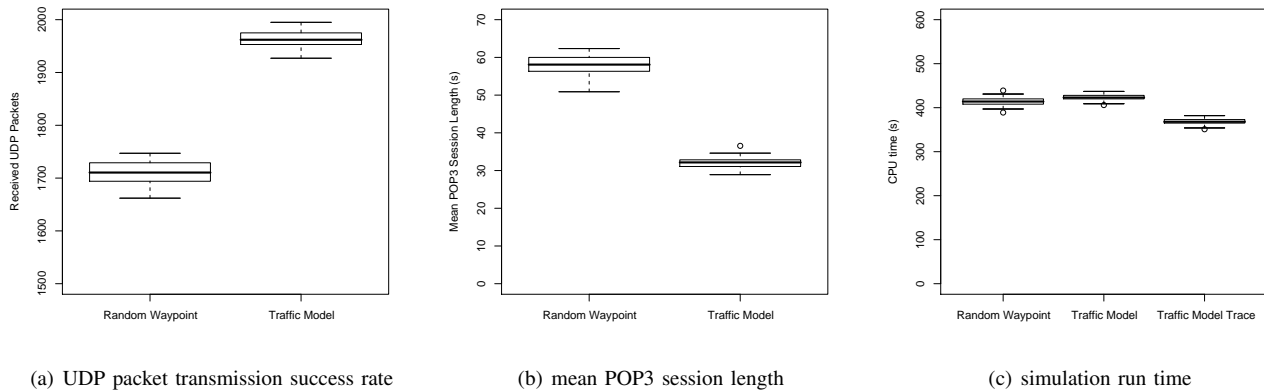 Received UDP Packets
2000
1900
1800
1700
1600
1500
Random Waypoint
Traffic Model
(a) UDP packet transmission success rate
Mean POP3 Session Length (s)
70
60
50
40
30
20
10
0
Random Waypoint
Traffic Model
(b) mean POP3 session length
CPU time (s)
600
500
400
300
200
100
0
Random Waypoint
Traffic Model
Traffic Model Trace
(c) simulation run time